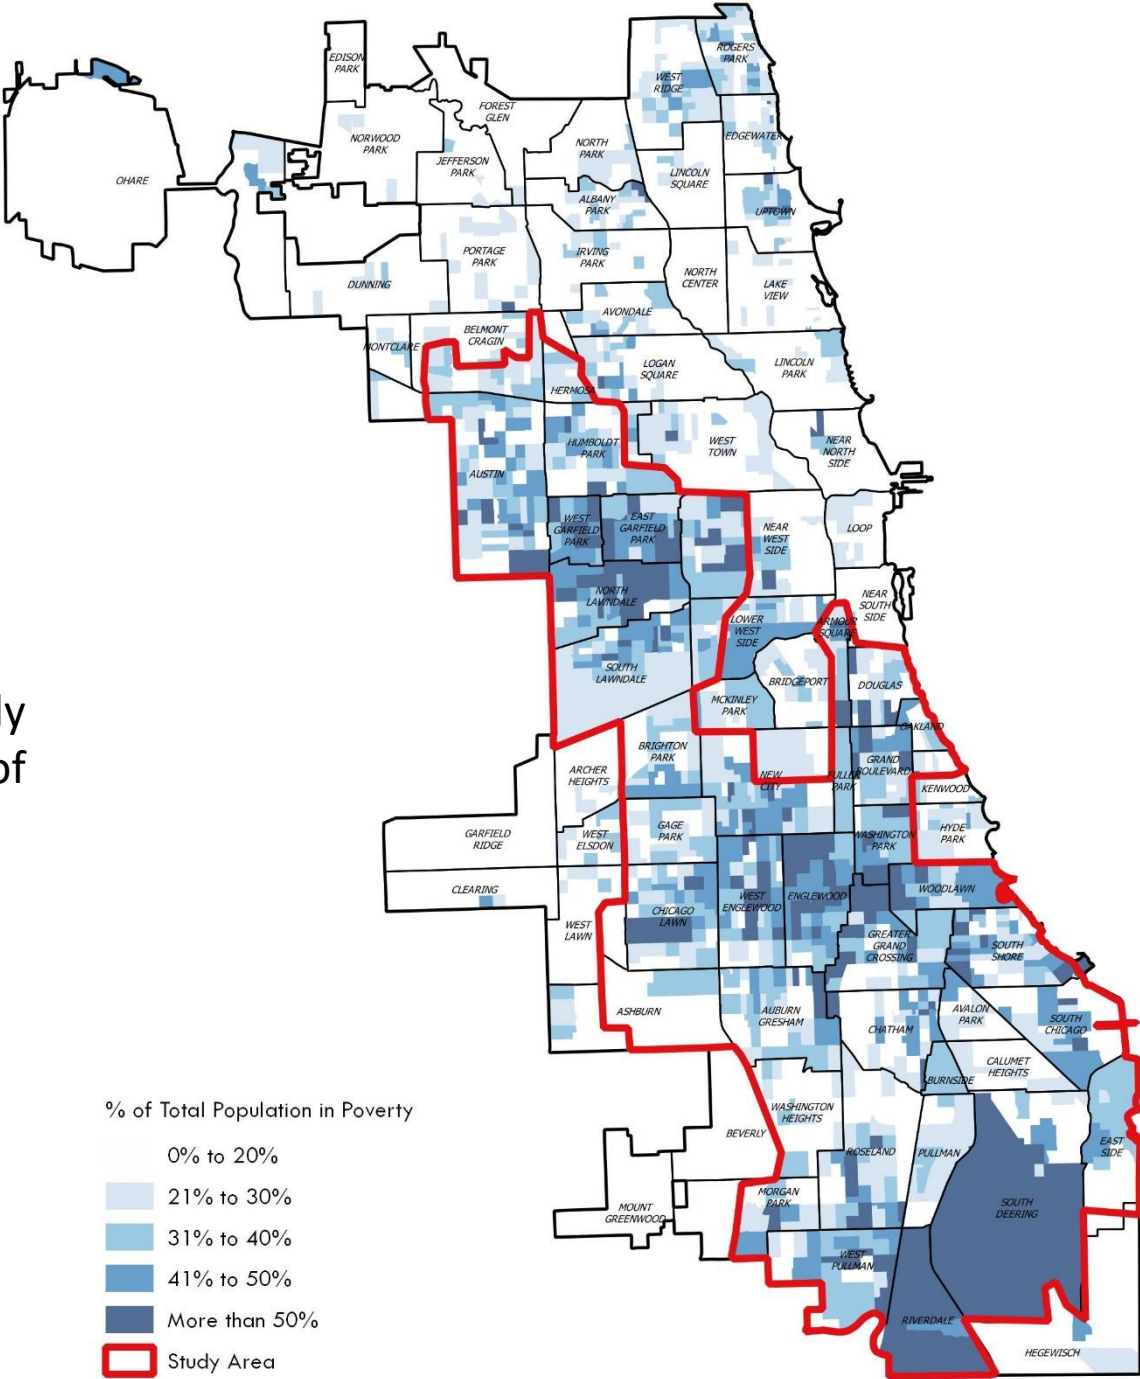 EDISON
PARK
ROGERS
PARK
WEST
RIDGE
FOREST
GLEN
NORWOOD
PARK
JEFFERSON
PARK
NORTH
PARK
EDGEWATER
OHARE
LINCOLN
SQUARE
ALBANY
PARK
UPTOWN
PORTAGE
PARK
IRVING
PARK
NORTH
CENTER
DUNNING
LAKE
VIEW
AVONDALE
MONTCLARE
BELMONT
CRAGIN
LOGAN
SQUARE
LINCOLN
PARK
HERMOSA
HUMBOLDT
PARK
WEST
TOWN
NEAR
NORTH
SIDE
AUSTIN
WEST
GARFIELD
PARK
EAST
GARFIELD
PARK
NEAR
WEST
SIDE
LOOP
NORTH
LAWNDALE
NEAR
SOUTH
SIDE
LOWER
WEST
SIDE
ARMOUR
SQUARE
SOUTH
LAWNDALE
BRIDGEPORT
DOUGLAS
MCKINLEY
PARK
OAKLAND
ly
of
BRIGHTON
PARK
ARCHER
HEIGHTS
NEW
CITY
FULLER
PARK
GRAND
BOULEVARD
KENWOOD
GARFIELD
RIDGE
WEST
ELSDON
GAGE
PARK
WASHINGTON
PARK
HYDE
PARK
CLEARING
WEST
LAWN
CHICAGO
LAWN
WEST
ENGLEWOOD
ENGLEWOOD
WOODLAWN
GREATER
GRAND
CROSSING
SOUTH
SHORE
ASHBURN
AUBURN
GRESHAM
CHATHAM
AVALON
PARK
SOUTH
CHICAGO
BURNSIDE
CALUMET
HEIGHTS
WASHINGTON
HEIGHTS
BEVERLY
ROSELAND
PULLMAN
EAST
SIDE
MOUNT
GREENWOOD
MORGAN
PARK
SOUTH
DEERING
WEST
PULLMAN
RIVERDALE
HEGEWISCH
% of Total Population in Poverty
0% to 20%
21% to 30%
31% to 40%
41% to 50%
More than 50%
Study Area